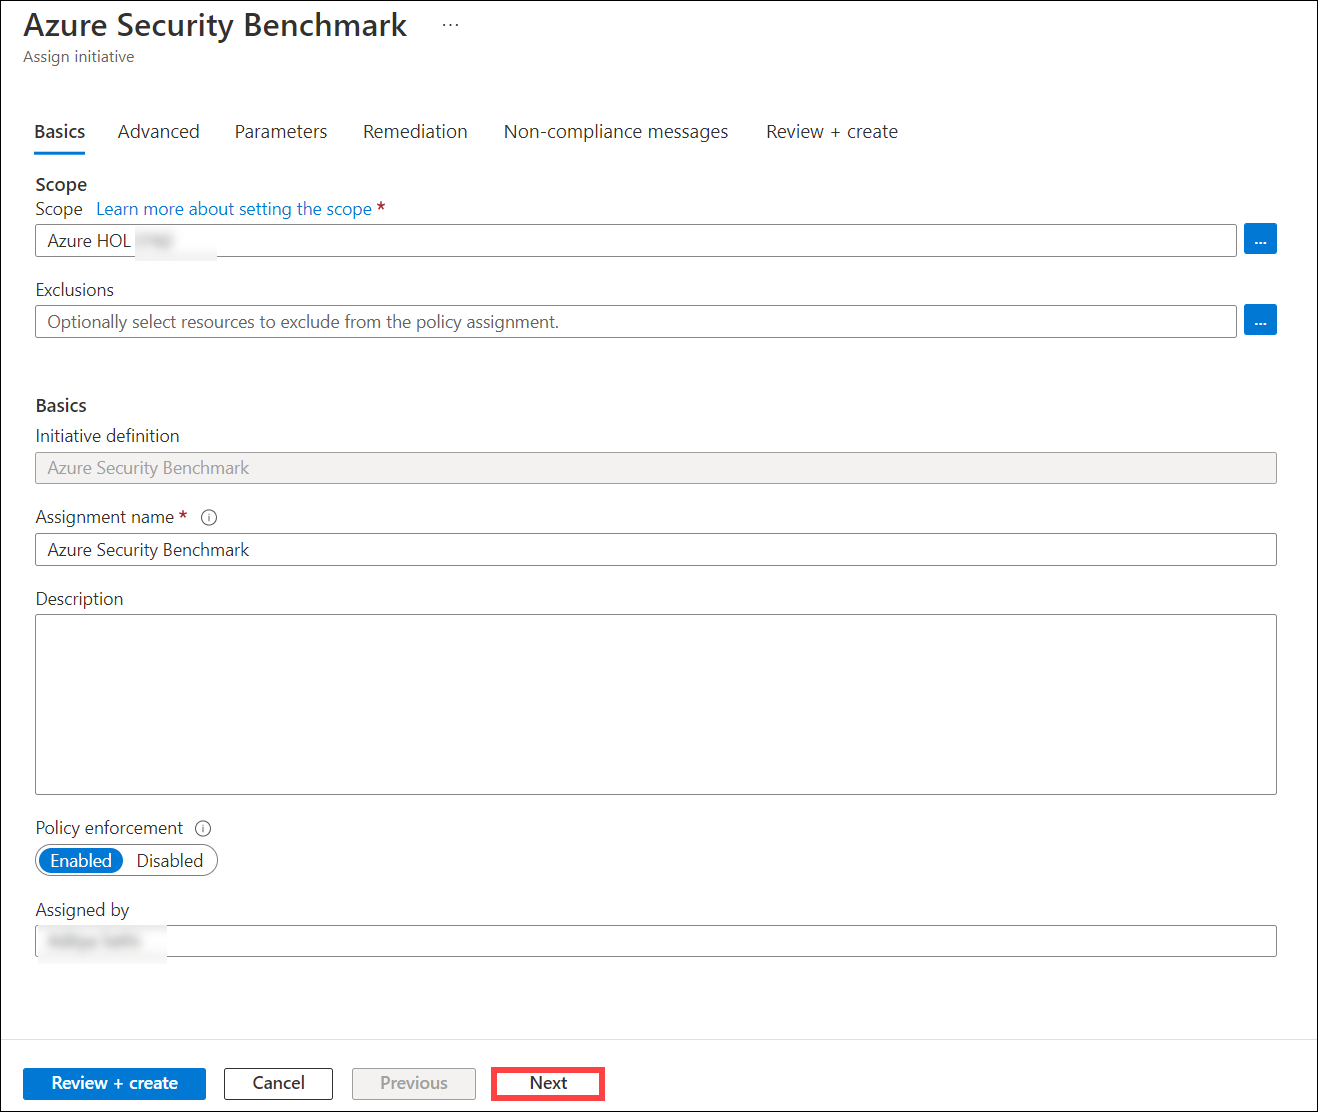 Azure Security Benchmark ...
Assign initiative
Basics Advanced Parameters Remediation Non-compliance messages Review + create
Scope
Scope Learn more about setting the scope *
Azure HOL
...
Exclusions
Optionally select resources to exclude from the policy assignment.
...
Basics
Initiative definition
Azure Security Benchmark
Assignment name *
Azure Security Benchmark
Description
Policy enforcement
Enabled Disabled
Assigned by
Review + create Cancel Previous Next